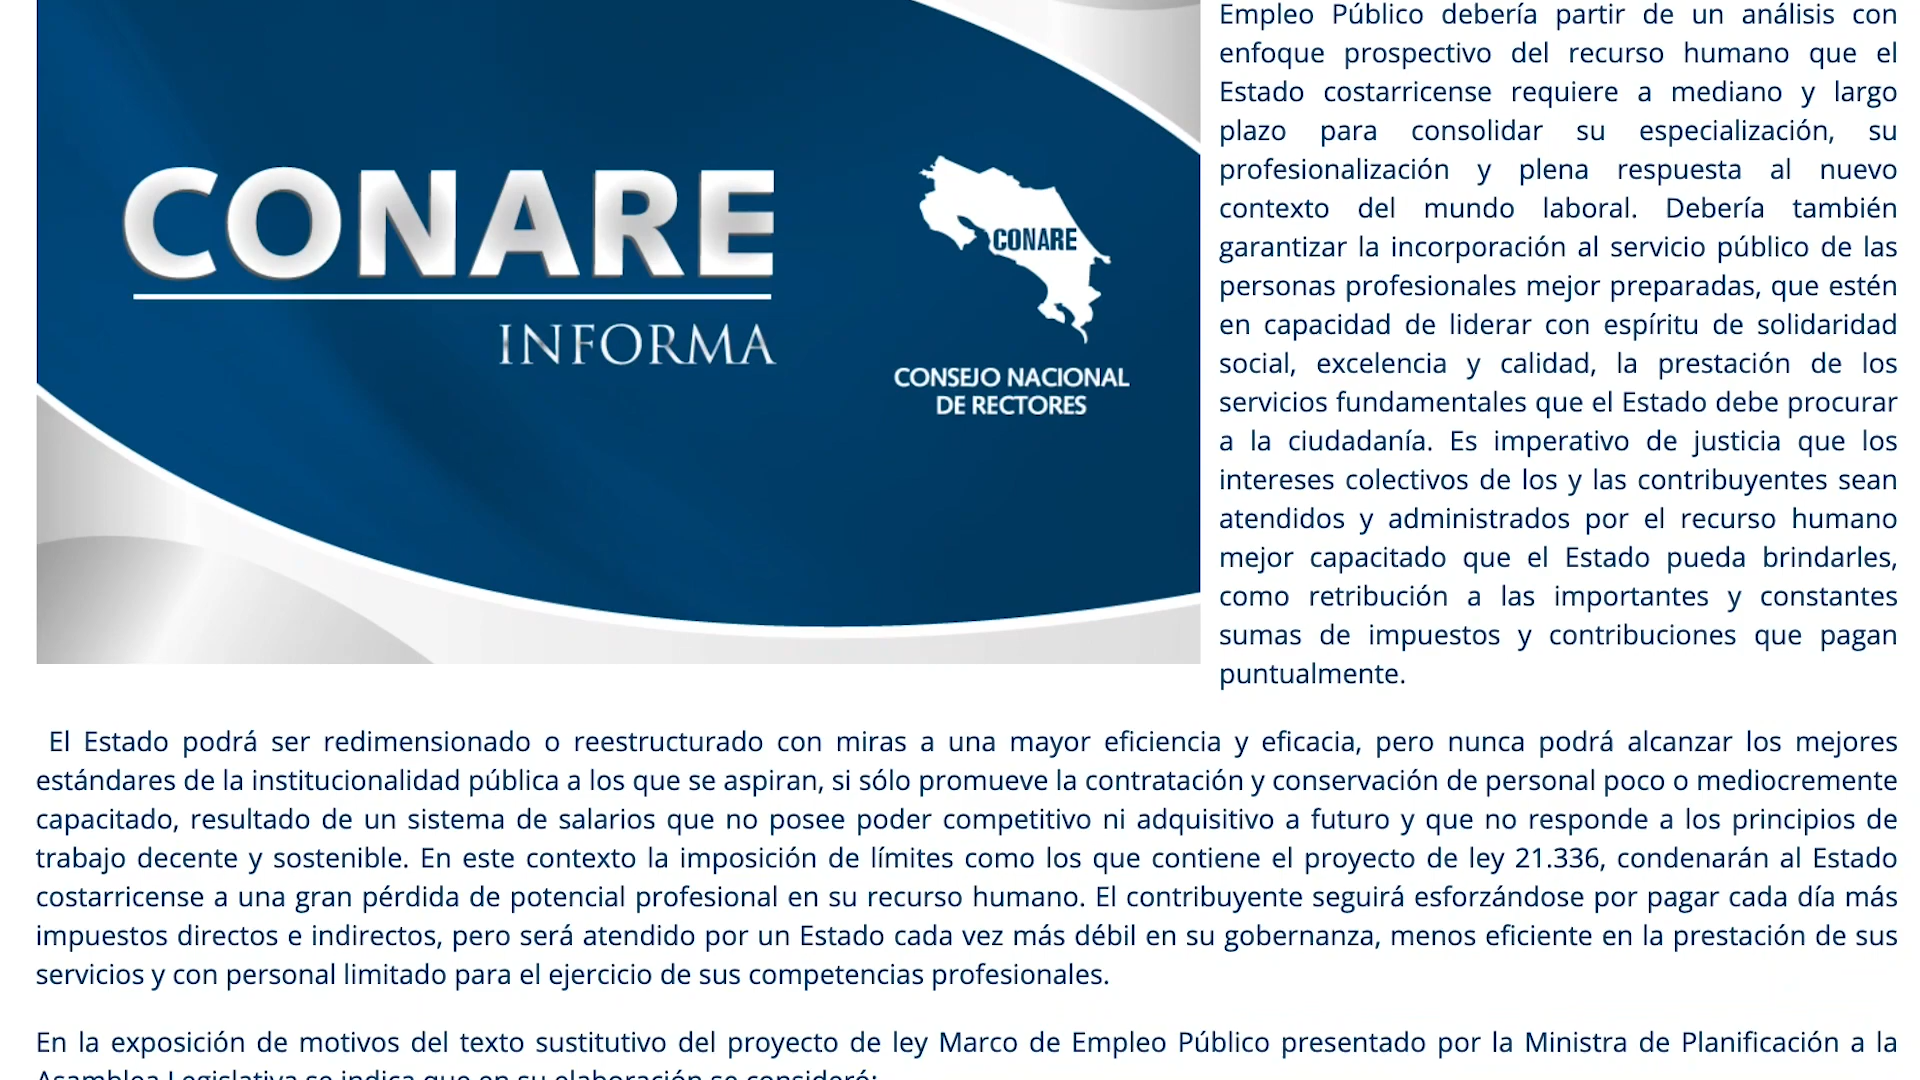 CONARE
INFORMA
CONARE
CONSEJO NACIONAL
DE RECTORES
Empleo Público debería partir de un análisis con
enfoque prospectivo del recurso humano que el
Estado costarricense requiere a mediano y largo
plazo para consolidar su especialización, su
profesionalización y plena respuesta al nuevo
contexto del mundo laboral. Debería también
garantizar la incorporación al servicio público de las
personas profesionales mejor preparadas, que estén
en capacidad de liderar con espíritu de solidaridad
social, excelencia y calidad, la prestación de los
servicios fundamentales que el Estado debe procurar
a la ciudadanía. Es imperativo de justicia que los
intereses colectivos de los y las contribuyentes sean
atendidos y administrados por el recurso humano
mejor capacitado que el Estado pueda brindarles,
como retribución a las importantes y constantes
sumas de impuestos y contribuciones que pagan
puntualmente.
El Estado podrá ser redimensionado o reestructurado con miras a una mayor eficiencia y eficacia, pero nunca podrá alcanzar los mejores
estándares de la institucionalidad pública a los que se aspiran, si sólo promueve la contratación y conservación de personal poco o mediocremente
capacitado, resultado de un sistema de salarios que no posee poder competitivo ni adquisitivo a futuro y que no responde a los principios de
trabajo decente y sostenible. En este contexto la imposición de límites como los que contiene el proyecto de ley 21.336, condenarán al Estado
costarricense a una gran pérdida de potencial profesional en su recurso humano. El contribuyente seguirá esforzándose por pagar cada día más
impuestos directos e indirectos, pero será atendido por un Estado cada vez más débil en su gobernanza, menos eficiente en la prestación de sus
servicios y con personal limitado para el ejercicio de sus competencias profesionales.
En la exposición de motivos del texto sustitutivo del proyecto de ley Marco de Empleo Público presentado por la Ministra de Planificación a la
Asamblea Legislativa se indica que en su elaboración se consideró: